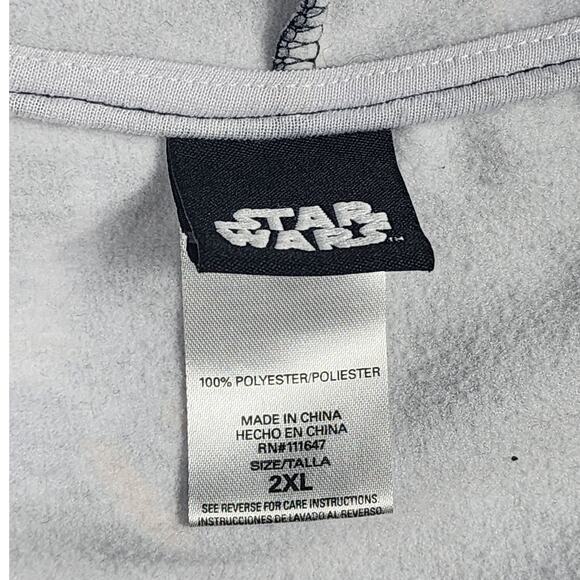 STAR
WARS™
100% POLYESTER/POLIESTER
MADE IN CHINA
HECHO EN CHINA
RN#111647
SIZE/TALLA
2XL
SEE REVERSE FOR CARE INSTRUCTIONS
INSTRUCCIONES DE LAVADO AL REVERSO.